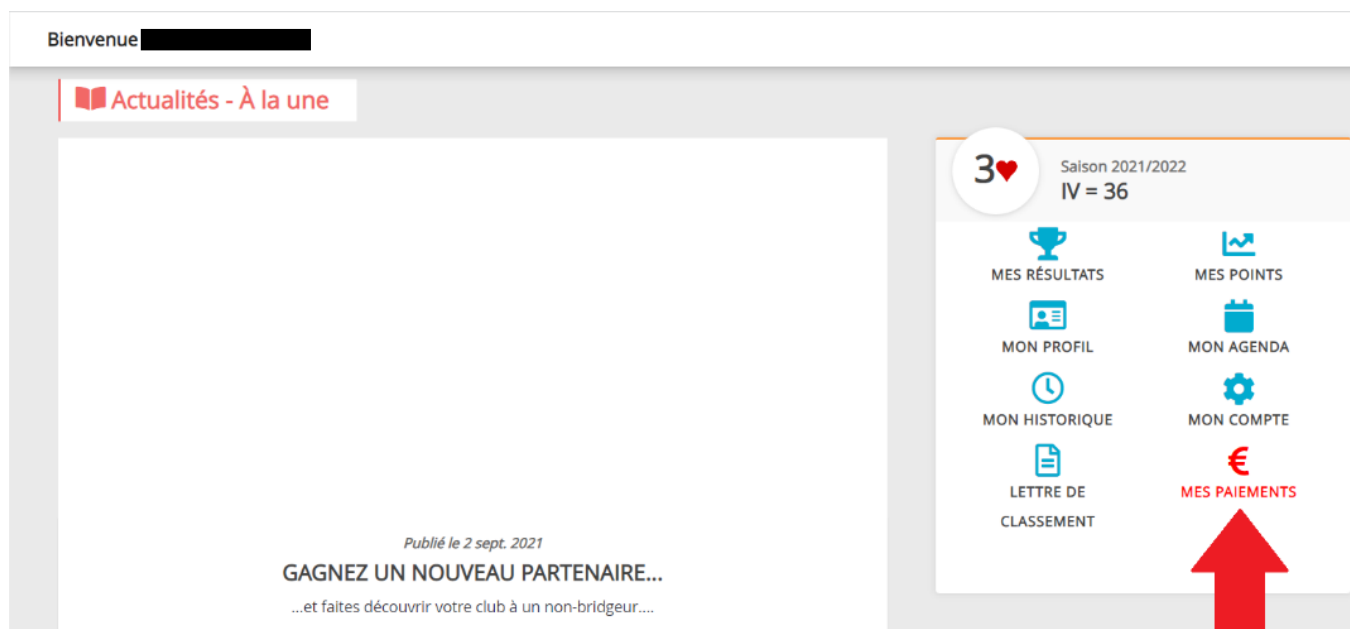 Bienvenue
Actualités - À la une
3♥
Saison 2021/2022
IV = 36
MES RÉSULTATS
MES POINTS
MON PROFIL
MON AGENDA
MON HISTORIQUE
MON COMPTE
LETTRE DE
CLASSEMENT
€
MES PAIEMENTS
Publié le 2 sept. 2021
GAGNEZ UN NOUVEAU PARTENAIRE...
...et faites découvrir votre club à un non-bridgeur....